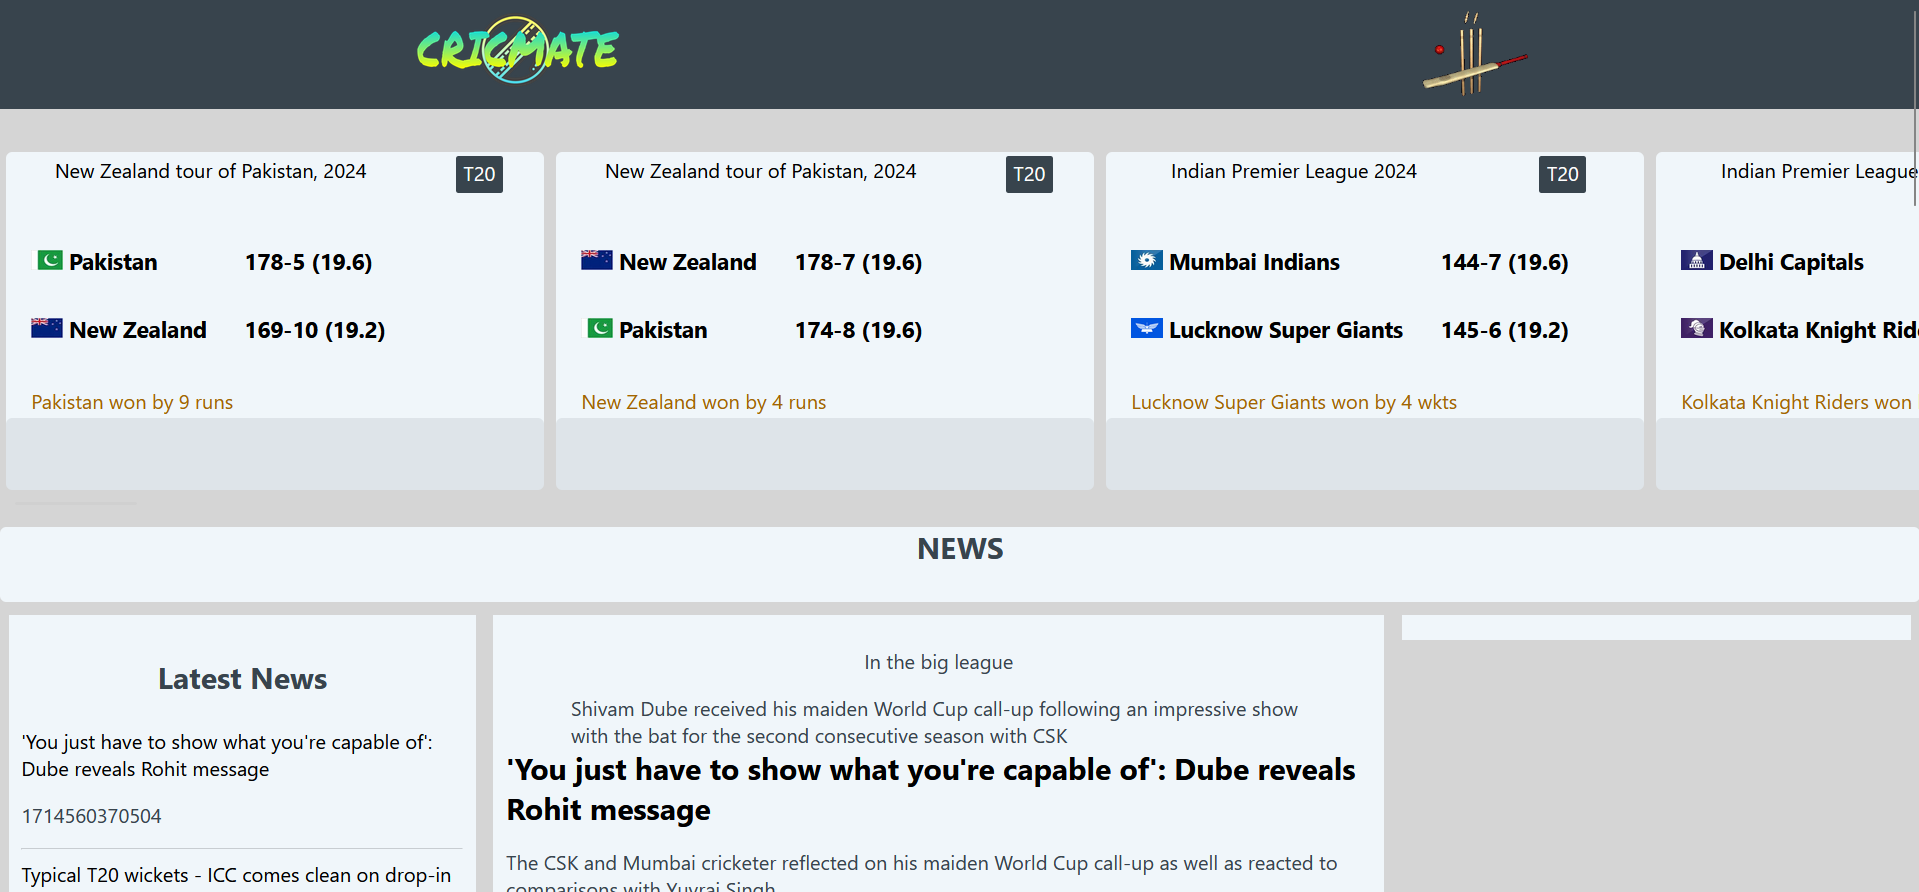 CRICMATE
New Zealand tour of Pakistan, 2024
T20
Pakistan 178-5 (19.6)
New Zealand 169-10 (19.2)
Pakistan won by 9 runs
New Zealand tour of Pakistan, 2024
T20
New Zealand 178-7 (19.6)
Pakistan 174-8 (19.6)
New Zealand won by 4 runs
Indian Premier League 2024
T20
Mumbai Indians 144-7 (19.6)
Lucknow Super Giants 145-6 (19.2)
Lucknow Super Giants won by 4 wkts
Indian Premier League
Delhi Capitals
Kolkata Knight Rid
Kolkata Knight Riders won
NEWS
Latest News
'You just have to show what you're capable of':
Dube reveals Rohit message
1714560370504
Typical T20 wickets - ICC comes clean on drop-in
In the big league
Shivam Dube received his maiden World Cup call-up following an impressive show
with the bat for the second consecutive season with CSK
'You just have to show what you're capable of': Dube reveals
Rohit message
The CSK and Mumbai cricketer reflected on his maiden World Cup call-up as well as reacted to
comparisons with Yuvraj Singh